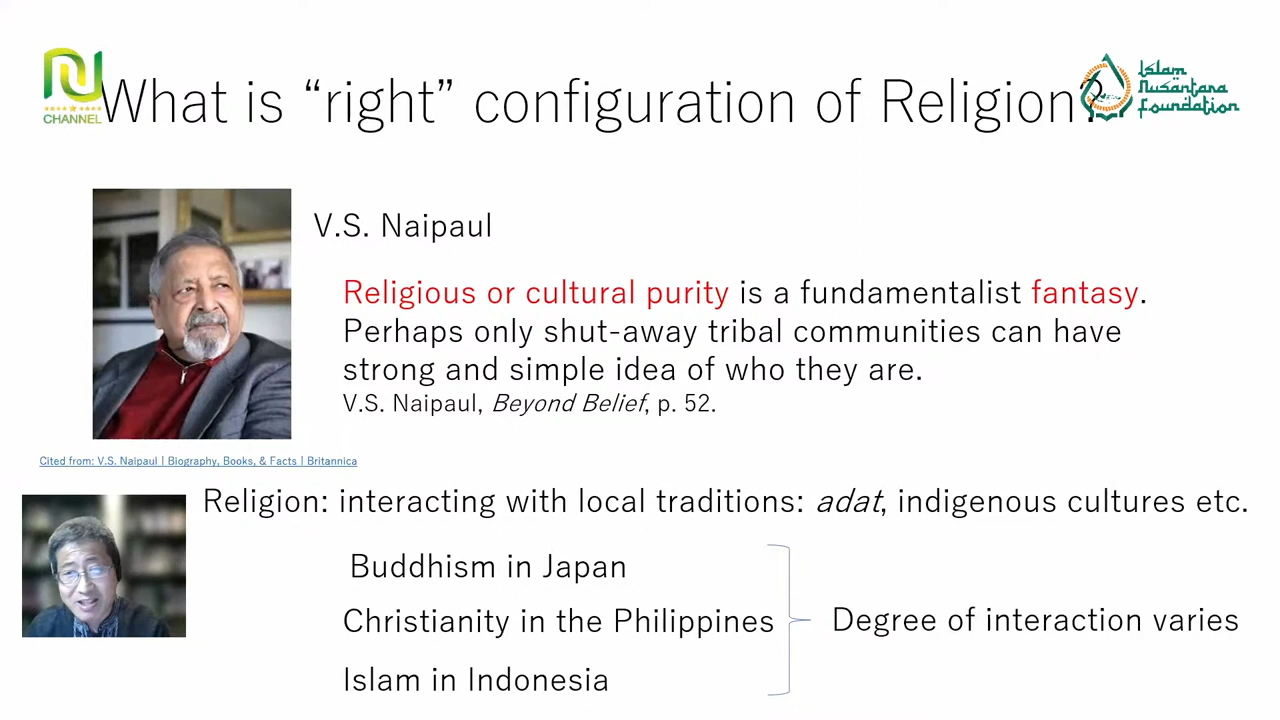 NU
CHANNEL
What is “right” configuration of Religion?
Islam
Nusantara
Foundation
V.S. Naipaul
Religious or cultural purity is a fundamentalist fantasy.
Perhaps only shut-away tribal communities can have
strong and simple idea of who they are.
V.S. Naipaul, Beyond Belief, p. 52.
Cited from: V.S. Naipaul | Biography, Books, & Facts | Britannica
Religion: interacting with local traditions: adat, indigenous cultures etc.
Buddhism in Japan
Christianity in the Philippines
Degree of interaction varies
Islam in Indonesia